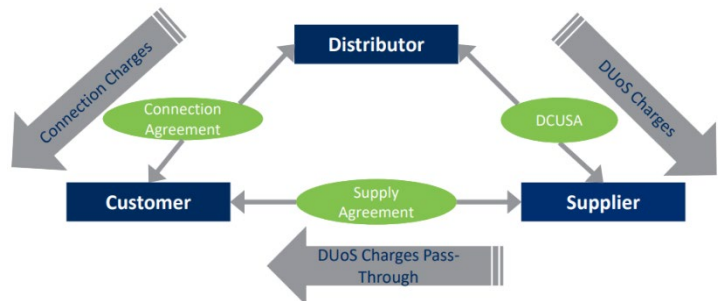 Distributor
Connection Charges
DUoS Charges
Connection
Agreement
DCUSA
Customer
Supply
Agreement
Supplier
DUoS Charges Pass-
Through